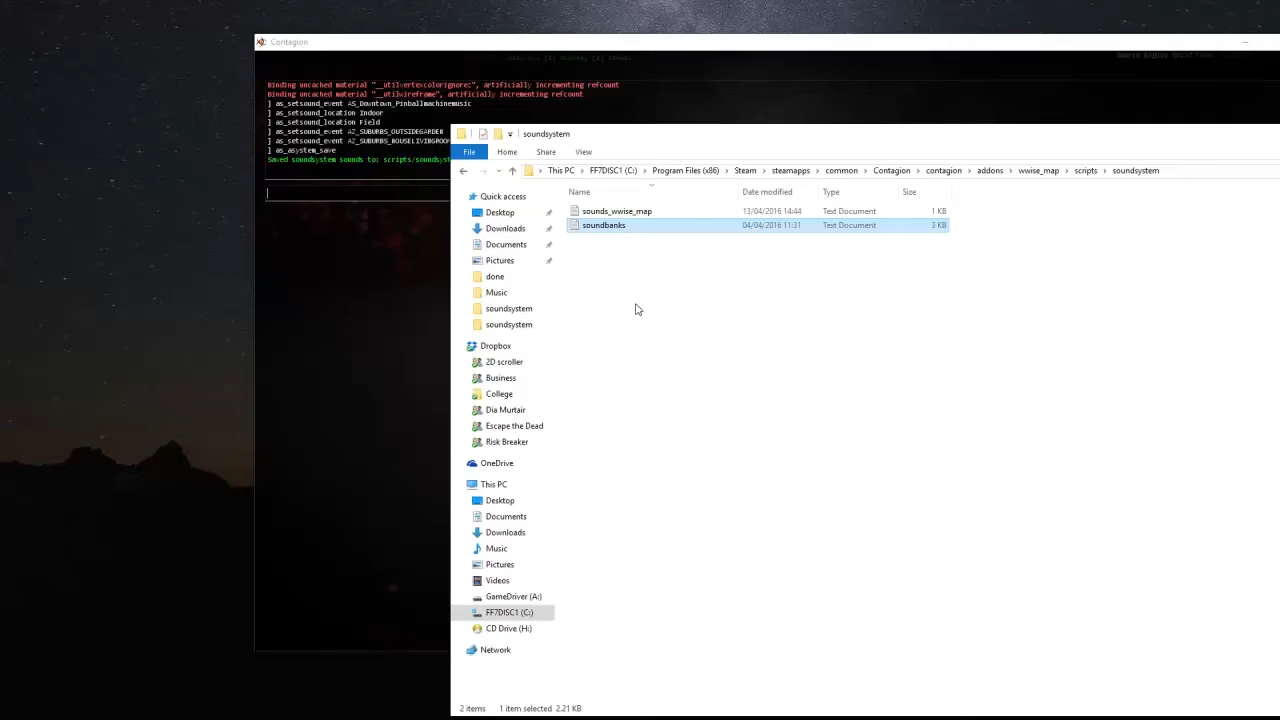 Contagion
Binding uncached material "__utilvertexcolorignorez", artificially incrementing refcount
Binding uncached material "__utilwireframe", artificially incrementing refcount
] as_setsound_event AS_Downtown_Pinballmachinemusic
] as_setsound_location Indoor
] as_setsound_location Field
] as_setsound_event AZ_SUBURBS_OUTSIDEGARDEN
] as_setsound_event AZ_SUBURBS_HOUSELIVINGROOM
] as_asystem_save
Saved soundsystem sounds to: scripts/soundsyst
soundsystem
File Home Share View
This PC > FF7DISC1 (C:) > Program Files (x86) > Steam > steamapps > common > Contagion > contagion > addons > wwise_map > scripts > soundsystem
Name Date modified Type Size
sounds_wwise_map 13/04/2016 14:44 Text Document 1 KB
soundbanks 04/04/2016 11:31 Text Document 3 KB
Quick access
Desktop
Downloads
Documents
Pictures
done
Music
soundsystem
soundsystem
Dropbox
2D scroller
Business
College
Dia Murtair
Escape the Dead
Risk Breaker
OneDrive
This PC
Desktop
Documents
Downloads
Music
Pictures
Videos
GameDriver (A:)
FF7DISC1 (C:)
CD Drive (H:)
Network
2 items 1 item selected 2.21 KB